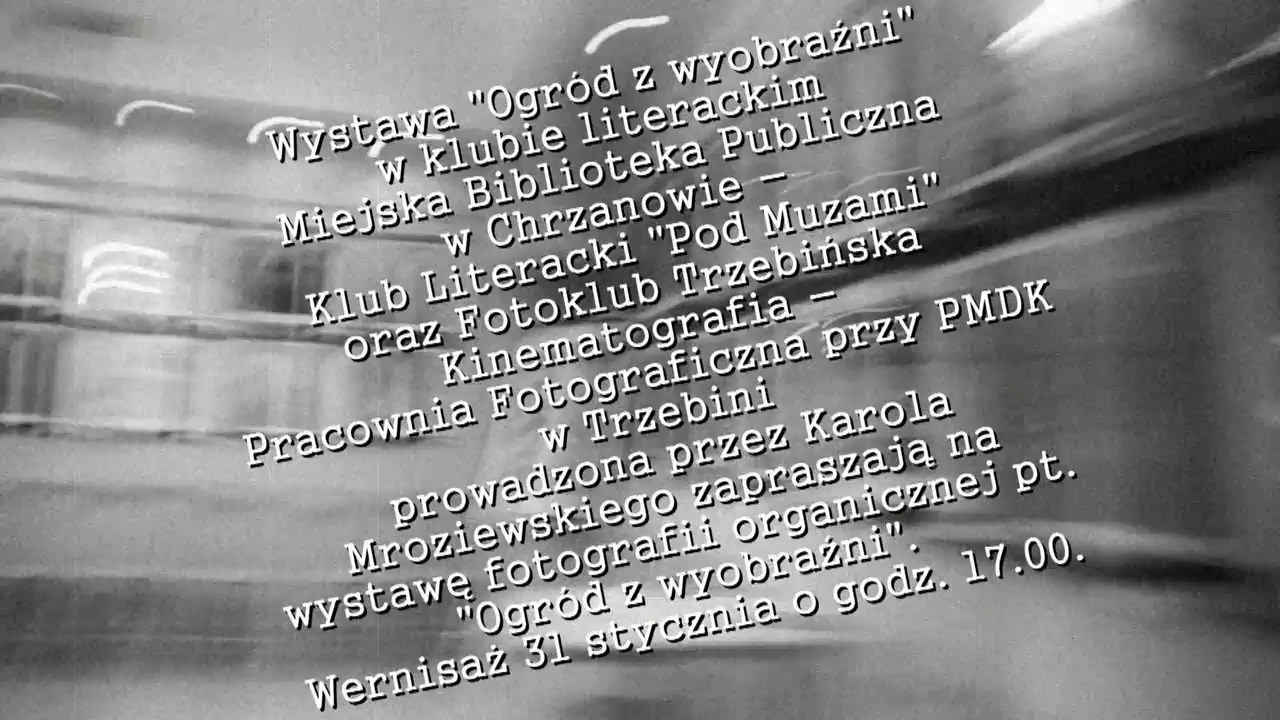 Wystawa "Ogród z wyobraźni"
w klubie literackim
Miejska Biblioteka Publiczna
w Chrzanowie –
Klub Literacki "Pod Muzami"
oraz Fotoklub Trzebińska
Kinematografia –
Pracownia Fotograficzna przy PMDK
w Trzebini
prowadzona przez Karola
Mroziewskiego zapraszają na
wystawę fotografii organicznej pt.
"Ogród z wyobraźni".
Wernisaż 31 stycznia o godz. 17.00.